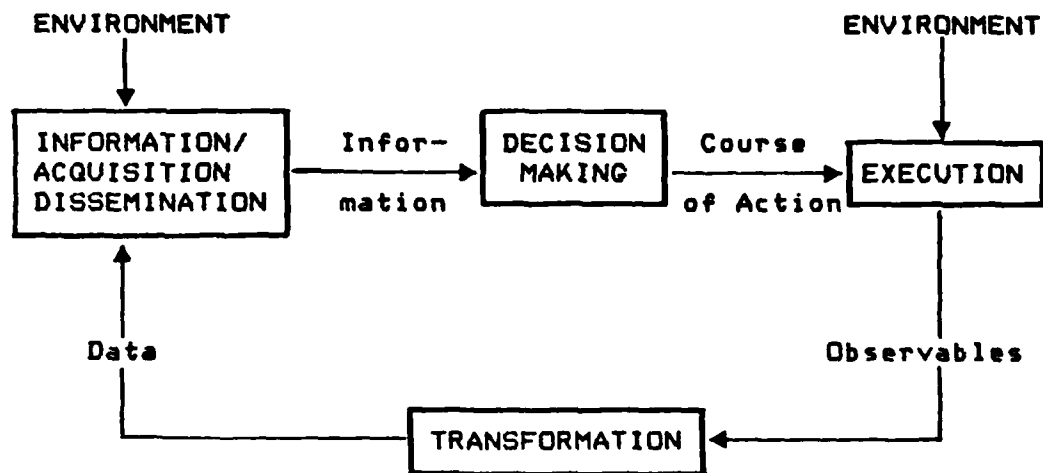 ENVIRONMENT
ENVIRONMENT
INFORMATION/
ACQUISITION
DISSEMINATION
Infor-
mation
DECISION
MAKING
Course
of Action
EXECUTION
Data
Observables
TRANSFORMATION